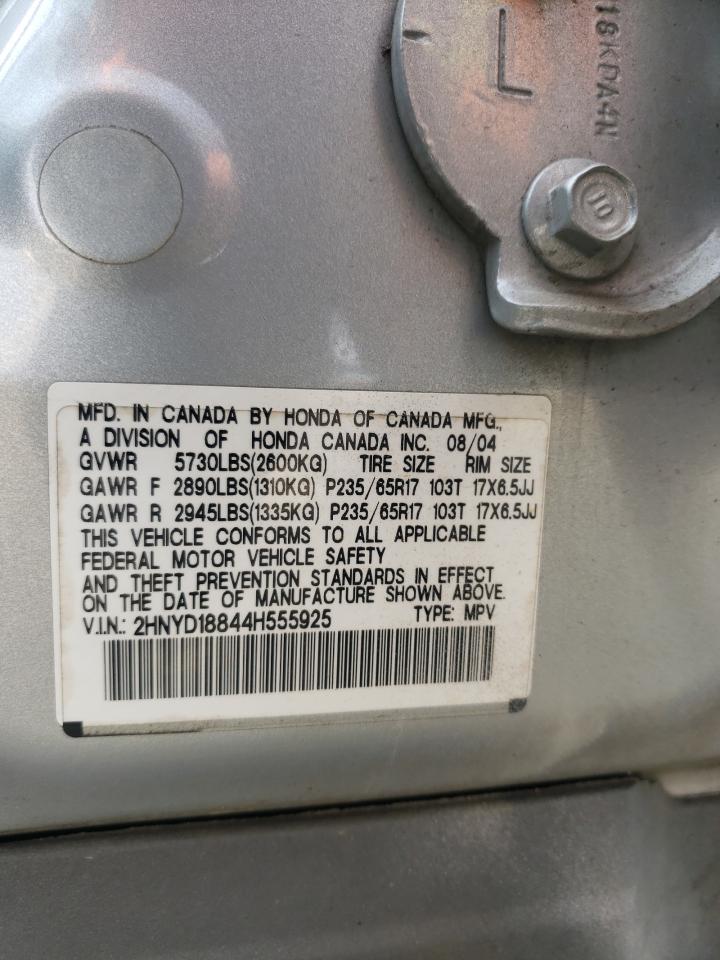 18KDA4N
L
10
MFD. IN CANADA BY HONDA OF CANADA MFG.,
A DIVISION OF HONDA CANADA INC. 08/04
GVWR 5730LBS(2600KG) TIRE SIZE RIM SIZE
GAWR F 2890LBS(1310KG) P235/65R17 103T 17X6.5JJ
GAWR R 2945LBS(1335KG) P235/65R17 103T 17X6.5JJ
THIS VEHICLE CONFORMS TO ALL APPLICABLE
FEDERAL MOTOR VEHICLE SAFETY
AND THEFT PREVENTION STANDARDS IN EFFECT
ON THE DATE OF MANUFACTURE SHOWN ABOVE.
V.I.N.: 2HNYD18844H555925 TYPE: MPV